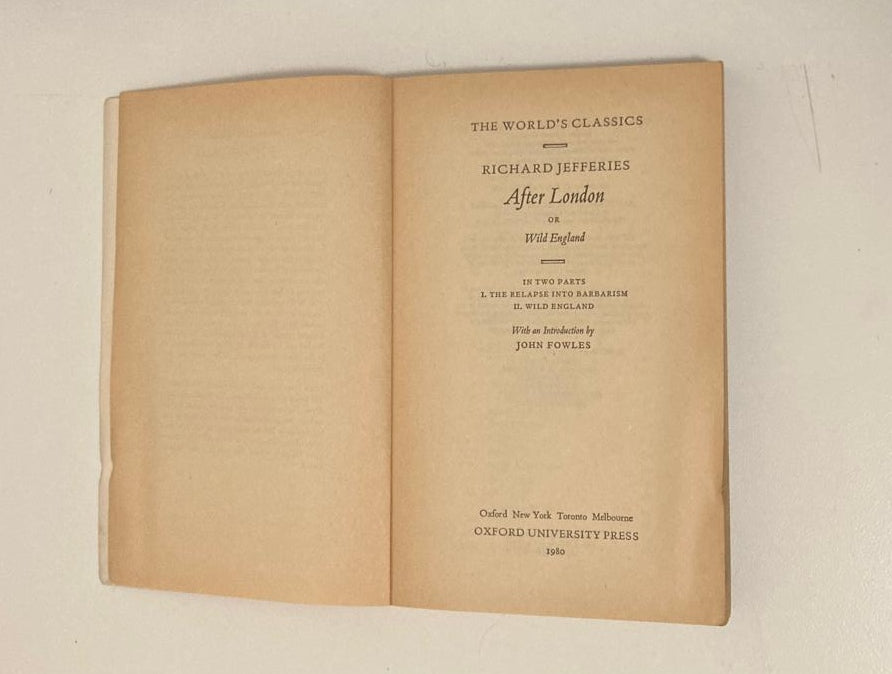 THE WORLD'S CLASSICS
RICHARD JEFFERIES
After London
OR
Wild England
IN TWO PARTS
I. THE RELAPSE INTO BARBARISM
II. WILD ENGLAND
With an Introduction by
JOHN FOWLES
Oxford New York Toronto Melbourne
OXFORD UNIVERSITY PRESS
1980